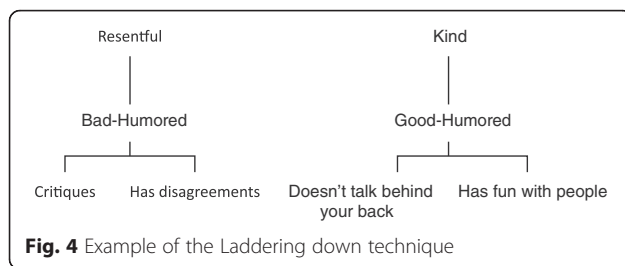 Resentful Kind
Bad-Humored Good-Humored
Critiques Has disagreements Doesn't talk behind Has fun with people
your back
Fig. 4 Example of the Laddering down technique